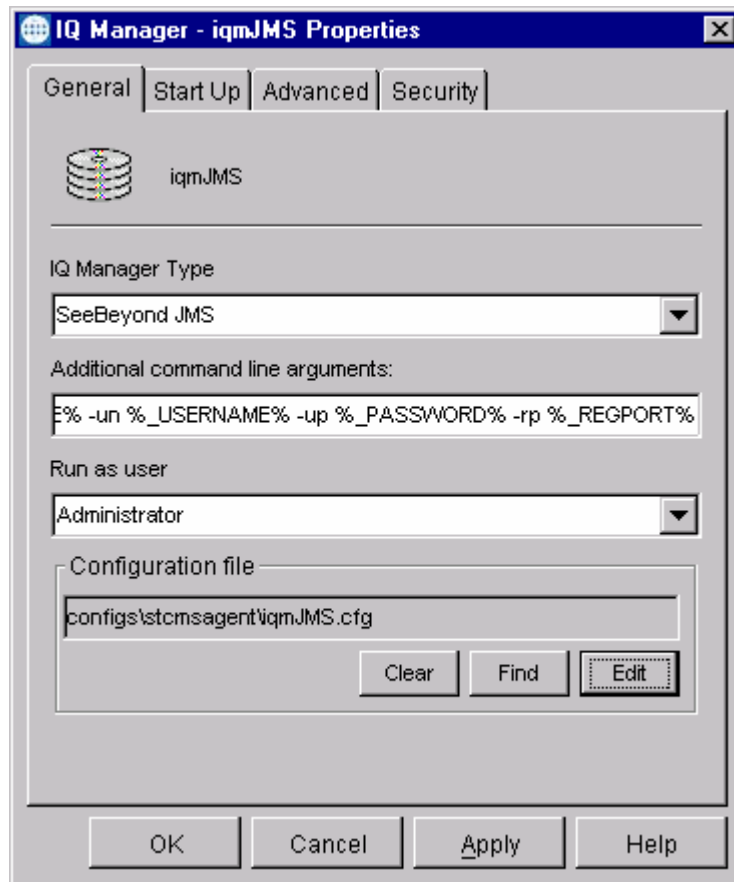 IQ Manager - iqmJMS Properties
General Start Up Advanced Security
iqmJMS
IQ Manager Type
SeeBeyond JMS
Additional command line arguments:
E% -un %_USERNAME% -up %_PASSWORD% -rp %_REGPORT%
Run as user
Administrator
Configuration file
configs\stcmsagent\iqmJMS.cfg
Clear Find Edit
OK Cancel Apply Help